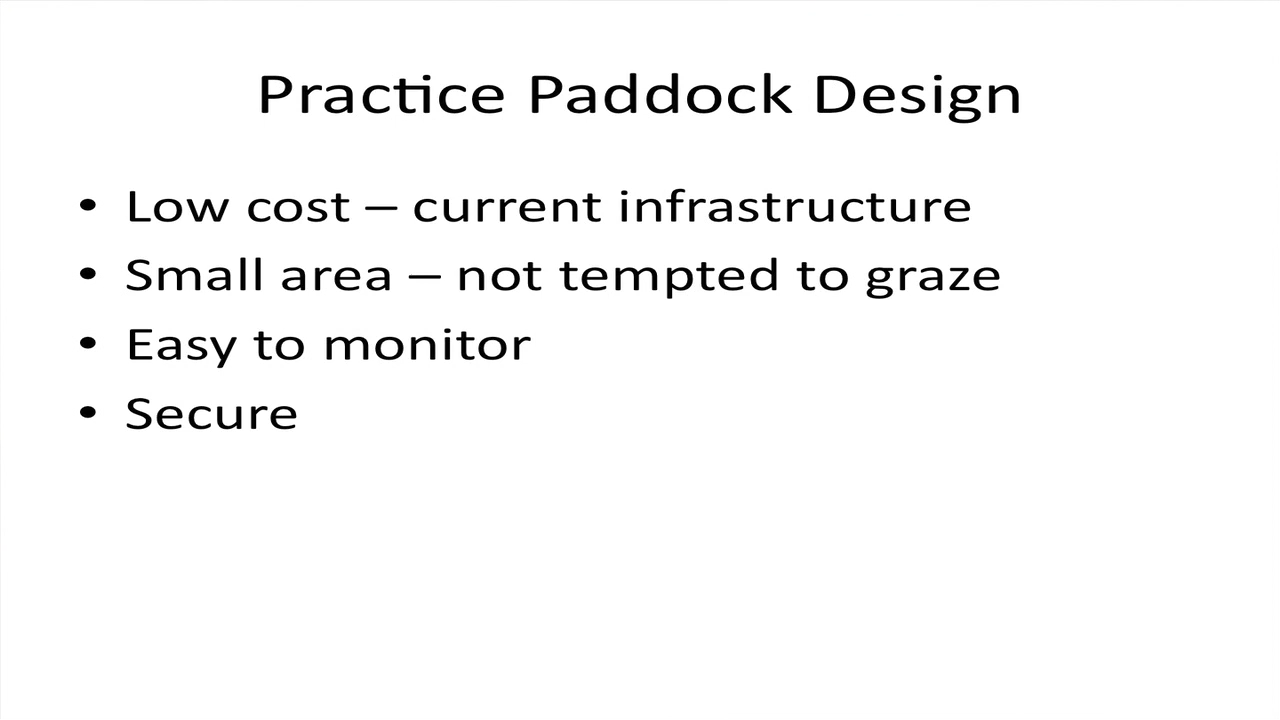 Practice Paddock Design
• Low cost – current infrastructure
• Small area – not tempted to graze
• Easy to monitor
• Secure